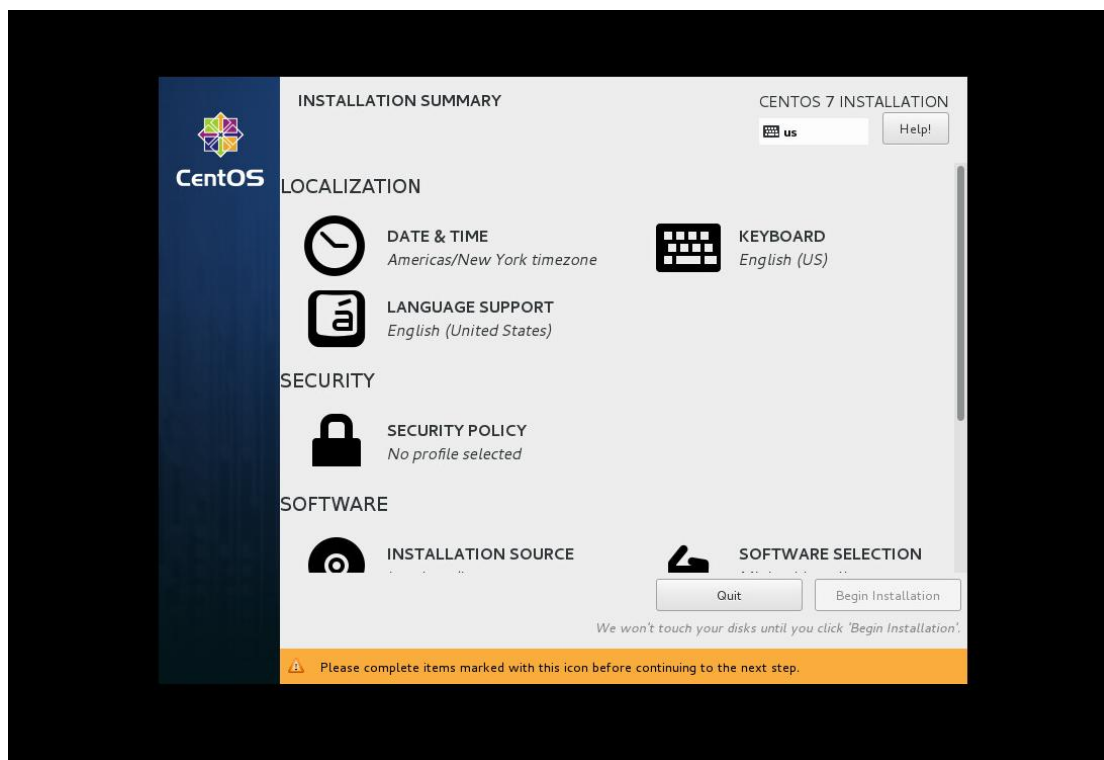 INSTALLATION SUMMARY
CENTOS 7 INSTALLATION
us
Help!
CentOS
LOCALIZATION
DATE & TIME
Americas/New York timezone
KEYBOARD
English (US)
LANGUAGE SUPPORT
English (United States)
SECURITY
SECURITY POLICY
No profile selected
SOFTWARE
INSTALLATION SOURCE
SOFTWARE SELECTION
Quit
Begin Installation
We won't touch your disks until you click 'Begin Installation'.
Please complete items marked with this icon before continuing to the next step.